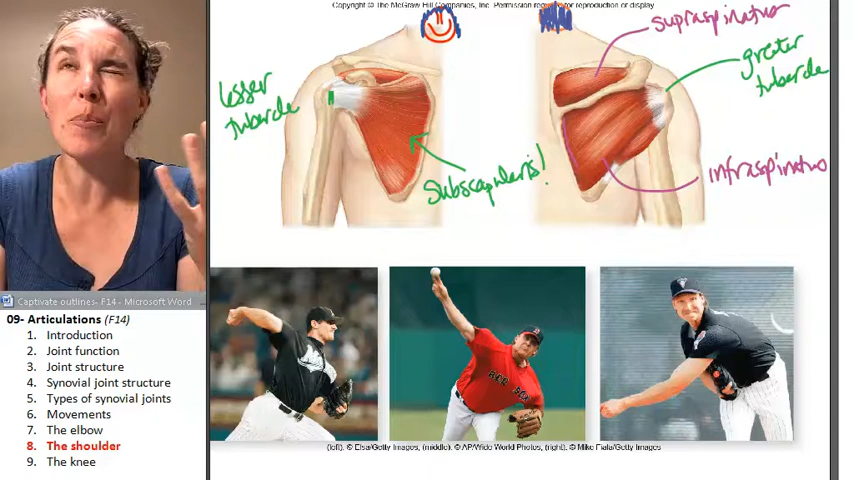 Copyright © The McGraw Hill Companies, Inc. Permission required for reproduction or display
supraspinatus
greater
tubercle
lesser
tubercle
Subscapularis!
infraspinatus
Captivate outlines- F14 - Microsoft Word
09- Articulations (F14)
1. Introduction
2. Joint function
3. Joint structure
4. Synovial joint structure
5. Types of synovial joints
6. Movements
7. The elbow
8. The shoulder
9. The knee
RED SOX
(left). © Elsa/Getty Images, (middle). © AP/Wide World Photos, (right). © Mike Fiala/Getty Images